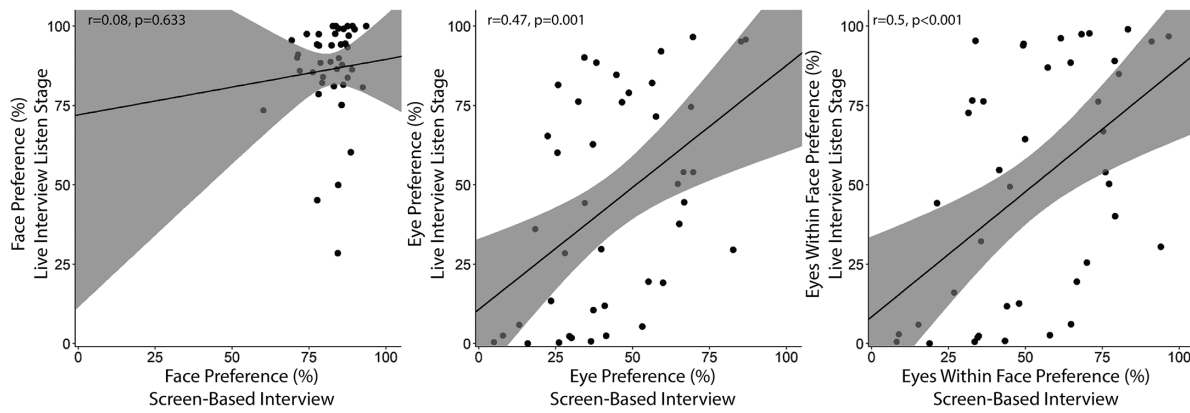 r=0.08, p=0.633
Face Preference (%)
Live Interview Listen Stage
100
75
50
25
0
0
25
50
75
100
Face Preference (%)
Screen-Based Interview
r=0.47, p=0.001
Eye Preference (%)
Live Interview Listen Stage
100
75
50
25
0
0
25
50
75
100
Eye Preference (%)
Screen-Based Interview
r=0.5, p<0.001
Eyes Within Face Preference (%)
Live Interview Listen Stage
100
75
50
25
0
0
25
50
75
100
Eyes Within Face Preference (%)
Screen-Based Interview